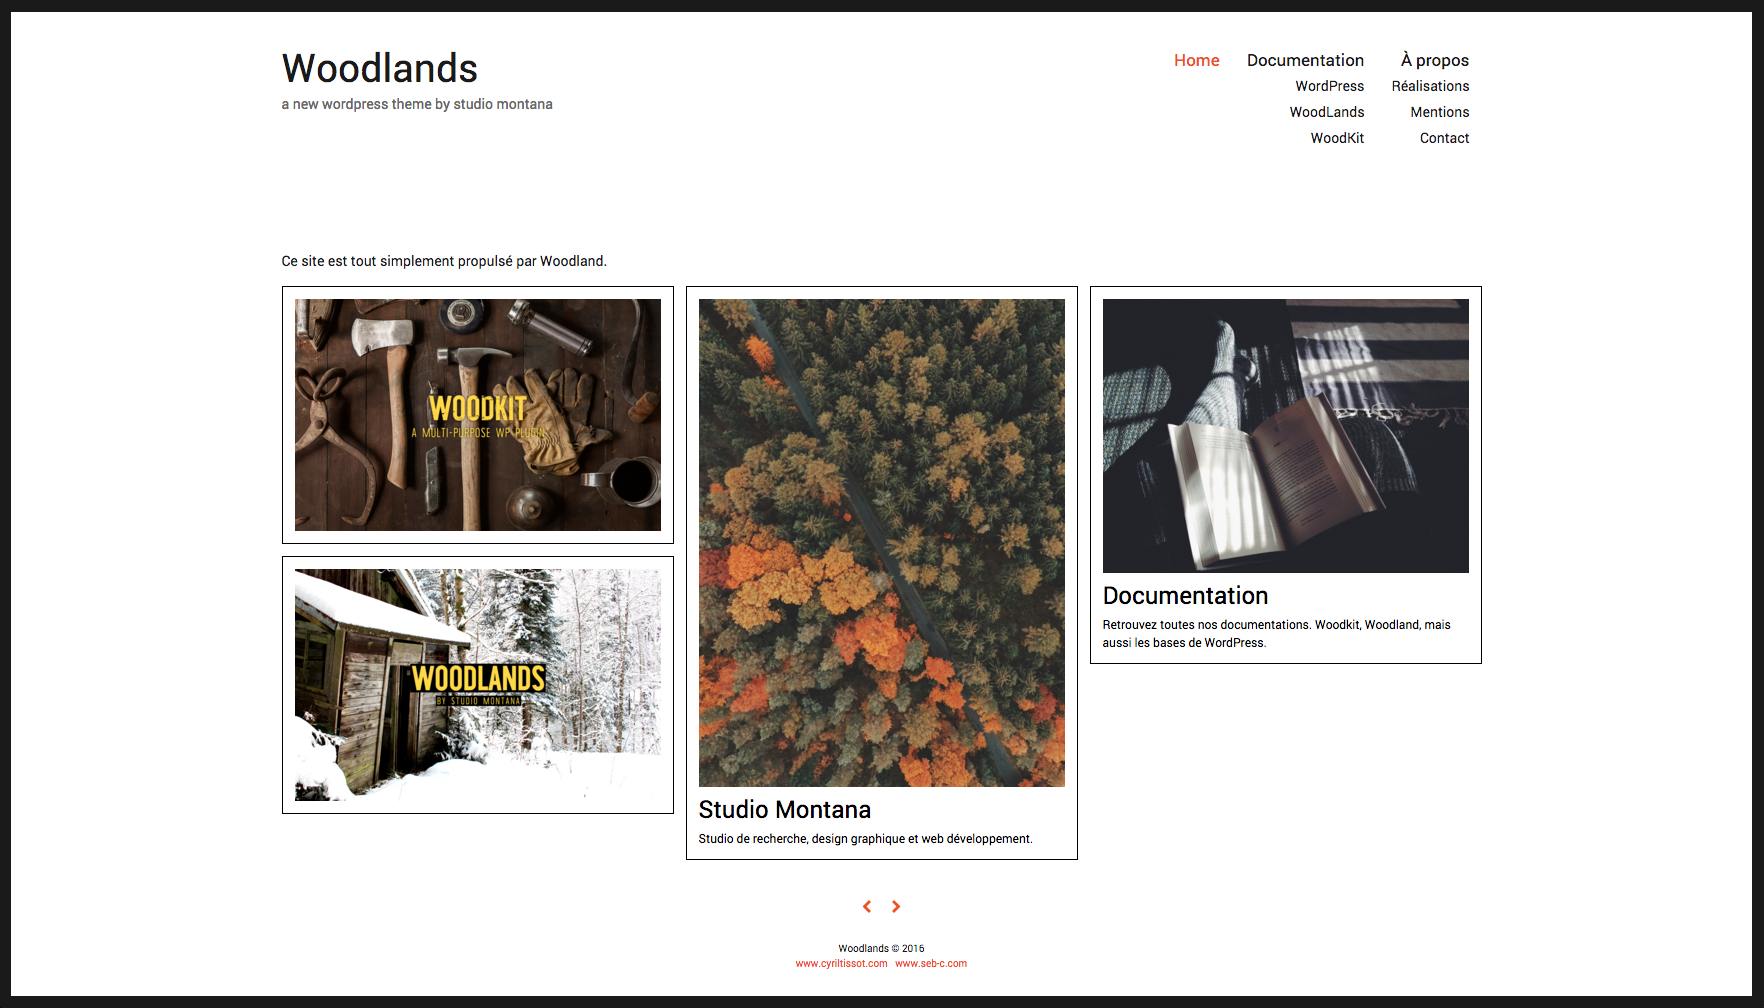 Woodlands
a new wordpress theme by studio montana
Home
Documentation
WordPress
WoodLands
WoodKit
À propos
Réalisations
Mentions
Contact
Ce site est tout simplement propulsé par Woodland.
WOODKIT
A MULTI-PURPOSE WP PLUGIN
WOODLANDS
BY STUDIO MONTANA
Studio Montana
Studio de recherche, design graphique et web développement.
Documentation
Retrouvez toutes nos documentations. Woodkit, Woodland, mais
aussi les bases de WordPress.
Woodlands © 2016
www.cyriltissot.com www.seb-c.com